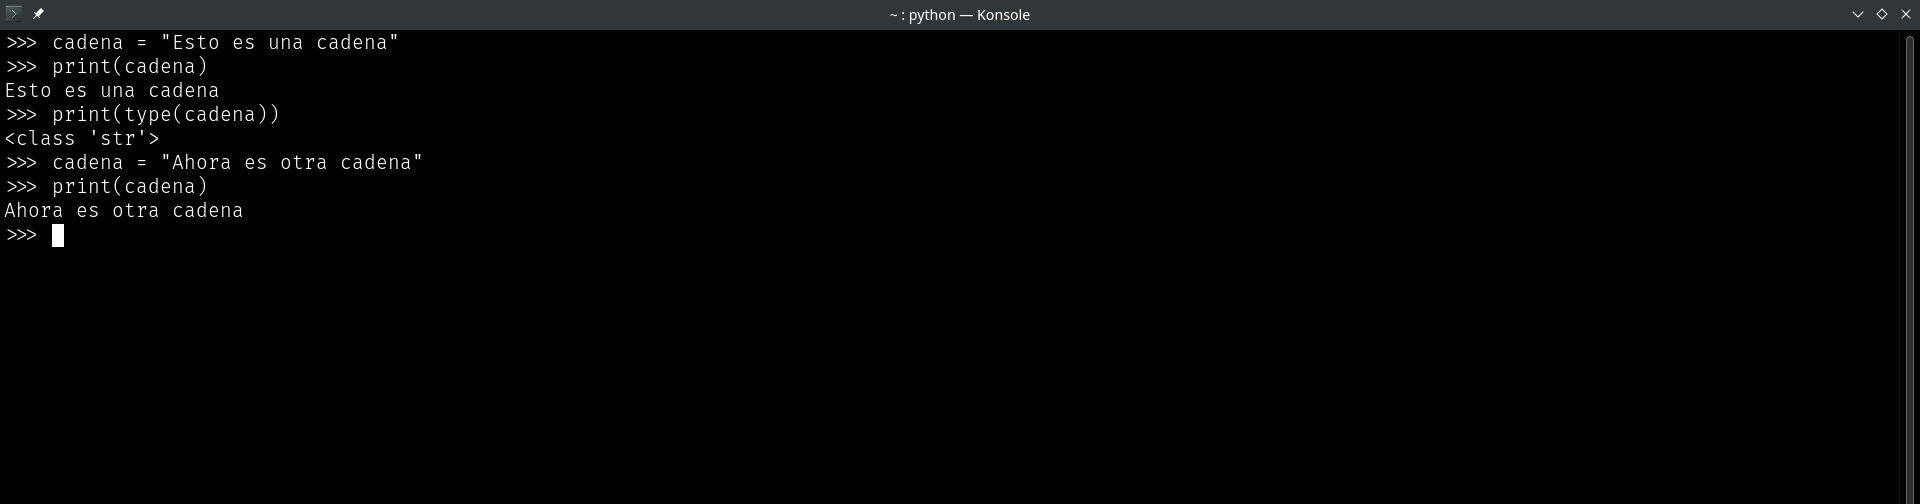 ~ : python — Konsole
>>> cadena = "Esto es una cadena"
>>> print(cadena)
Esto es una cadena
>>> print(type(cadena))
<class 'str'>
>>> cadena = "Ahora es otra cadena"
>>> print(cadena)
Ahora es otra cadena
>>>